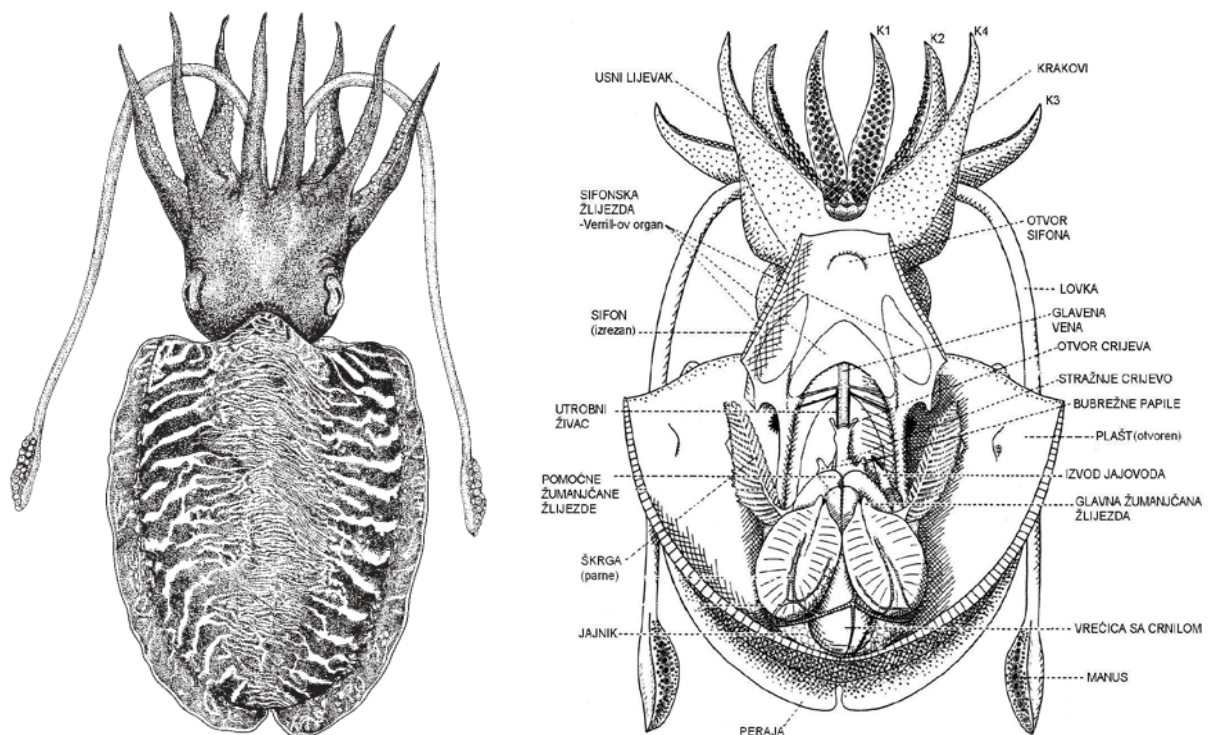 K1
K2
K4
USNI LIJEVAK
KRAKOVI
K3
SIFONSKA
ŽLIJEZDA
-Verrill-ov organ
OTVOR
SIFONA
LOVKA
SIFON
(izrezan)
GLAVENA
VENA
OTVOR CRIJEVA
STRAŽNJE CRIJEVO
BUBREŽNE PAPILE
UTROBNI
ŽIVAC
PLAŠT(otvoren)
POMOĆNE
ŽUMANJČANE
ŽLIJEZDE
IZVOD JAJOVODA
GLAVNA ŽUMANJČANA
ŽLIJEZDA
ŠKRGA
(parne)
JAJNIK
VREĆICA SA CRNILOM
MANUS
PERAJA